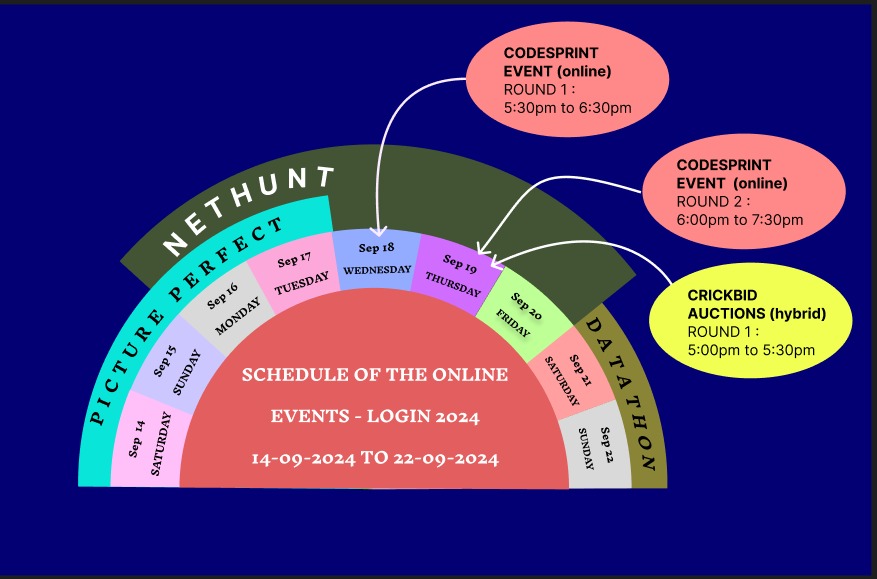 CODESPRINT
EVENT (online)
ROUND 1 :
5:30pm to 6:30pm
CODESPRINT
EVENT (online)
ROUND 2 :
6:00pm to 7:30pm
CRICKBID
AUCTIONS (hybrid)
ROUND 1 :
5:00pm to 5:30pm
NETHUNT
PICTURE PERFECT
DATATHON
Sep 14
SATURDAY
Sep 15
SUNDAY
Sep 16
MONDAY
Sep 17
TUESDAY
Sep 18
WEDNESDAY
Sep 19
THURSDAY
Sep 20
FRIDAY
Sep 21
SATURDAY
Sep 22
SUNDAY
SCHEDULE OF THE ONLINE
EVENTS - LOGIN 2024
14-09-2024 TO 22-09-2024